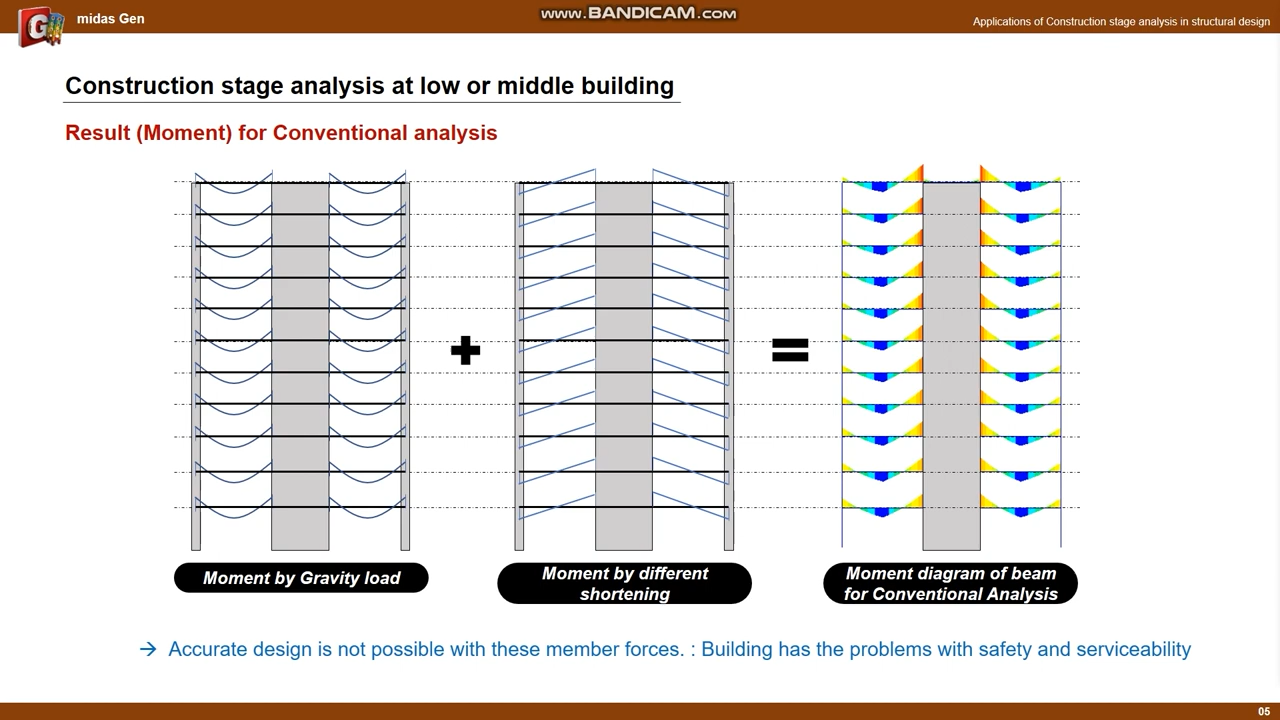 www.BANDICAM.com
midas Gen
Applications of Construction stage analysis in structural design
Construction stage analysis at low or middle building
Result (Moment) for Conventional analysis
Moment by Gravity load
Moment by different
shortening
Moment diagram of beam
for Conventional Analysis
→ Accurate design is not possible with these member forces. : Building has the problems with safety and serviceability
05